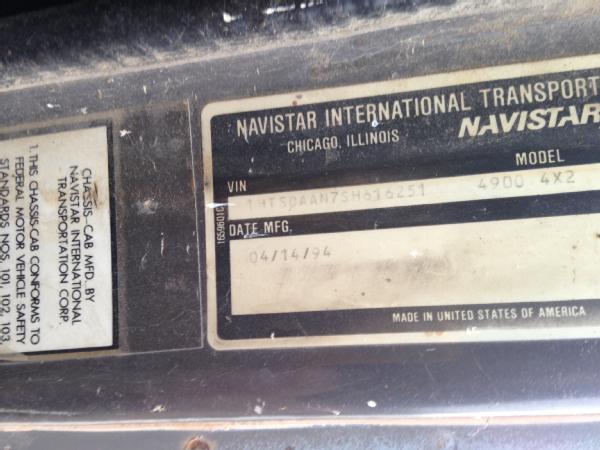 NAVISTAR INTERNATIONAL TRANSPORT
CHICAGO, ILLINOIS
NAVISTAR
VIN
MODEL
1HTSDAAN7SH616251
4900 4X2
DATE MFG.
04/14/94
MADE IN UNITED STATES OF AMERICA
CHASSIS-CAB MFD. BY
NAVISTAR INTERNATIONAL
TRANSPORTATION CORP.
1. THIS CHASSIS-CAB CONFORMS TO
FEDERAL MOTOR VEHICLE SAFETY
STANDARDS NOS. 101, 102, 103,